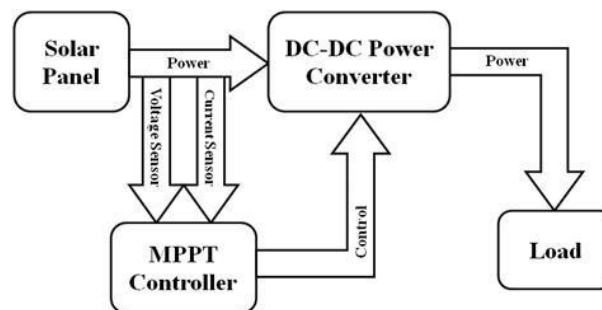 Solar
Panel
Power
DC-DC Power
Converter
Power
Voltage Sensor
Current Sensor
MPPT
Controller
Control
Load